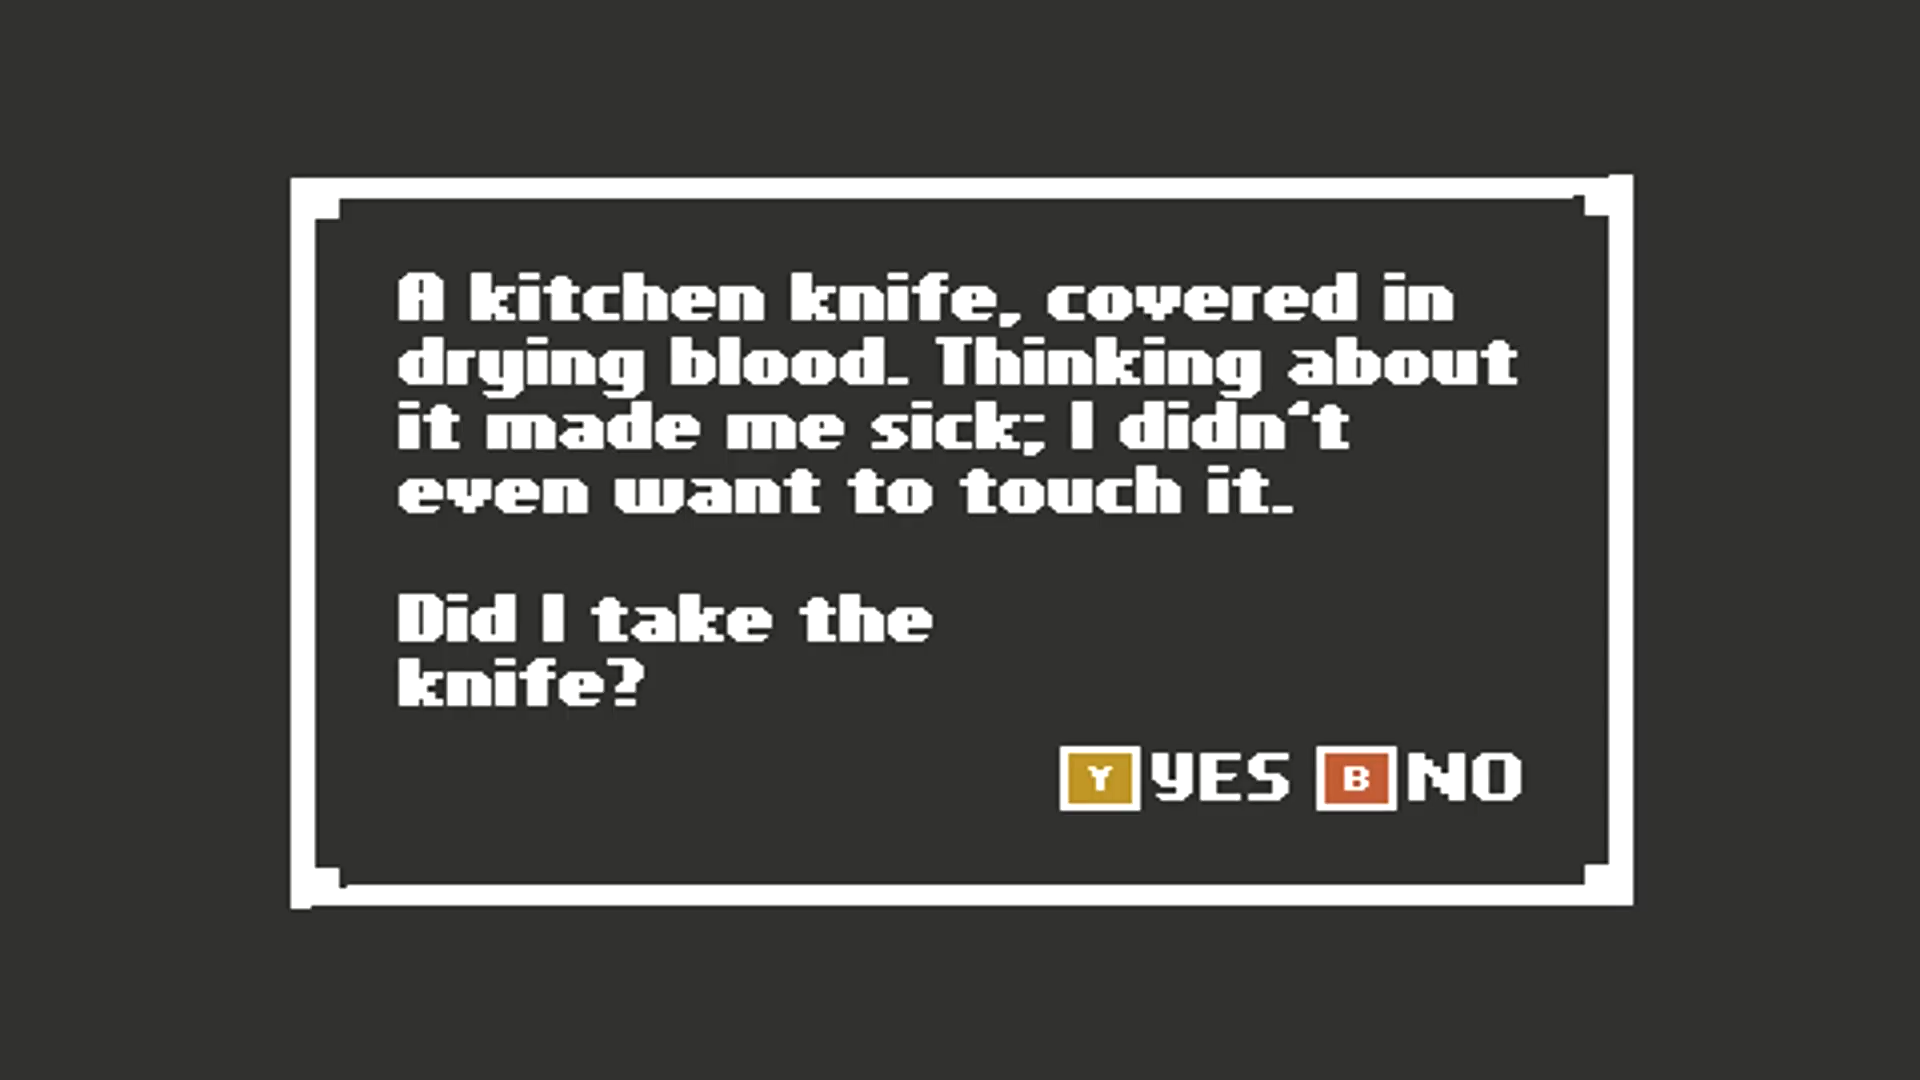 A kitchen knife, covered in
drying blood. Thinking about
it made me sick; I didn't
even want to touch it.
Did I take the
knife?
Y YES B NO